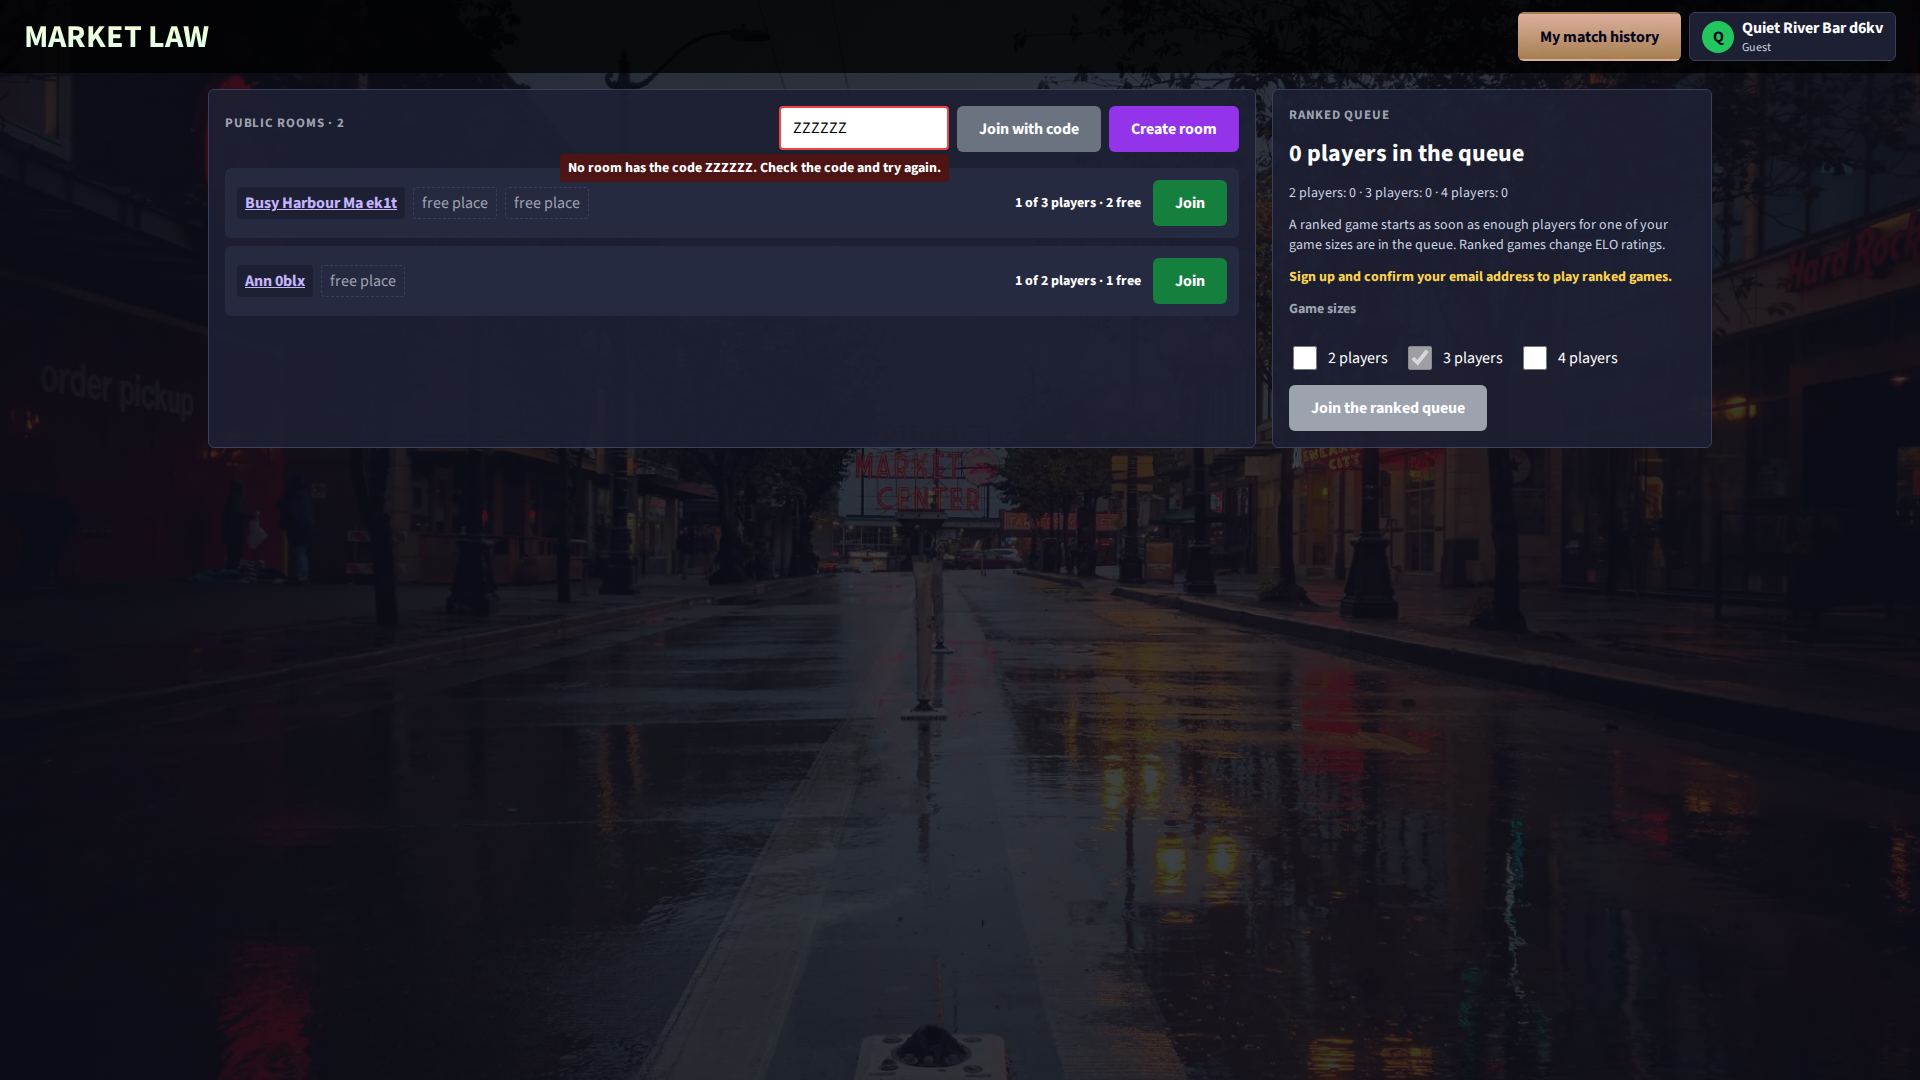 MARKET LAW
My match history
Q
Quiet River Bar d6kv
Guest
PUBLIC ROOMS · 2
ZZZZZZ
Join with code
Create room
No room has the code ZZZZZZ. Check the code and try again.
Busy Harbour Ma ek1t
free place
free place
1 of 3 players · 2 free
Join
Ann 0blx
free place
1 of 2 players · 1 free
Join
RANKED QUEUE
0 players in the queue
2 players: 0 · 3 players: 0 · 4 players: 0
A ranked game starts as soon as enough players for one of your
game sizes are in the queue. Ranked games change ELO ratings.
Sign up and confirm your email address to play ranked games.
Game sizes
2 players
3 players
4 players
Join the ranked queue
order pickup
Hard Rock
MARKET
CENTER